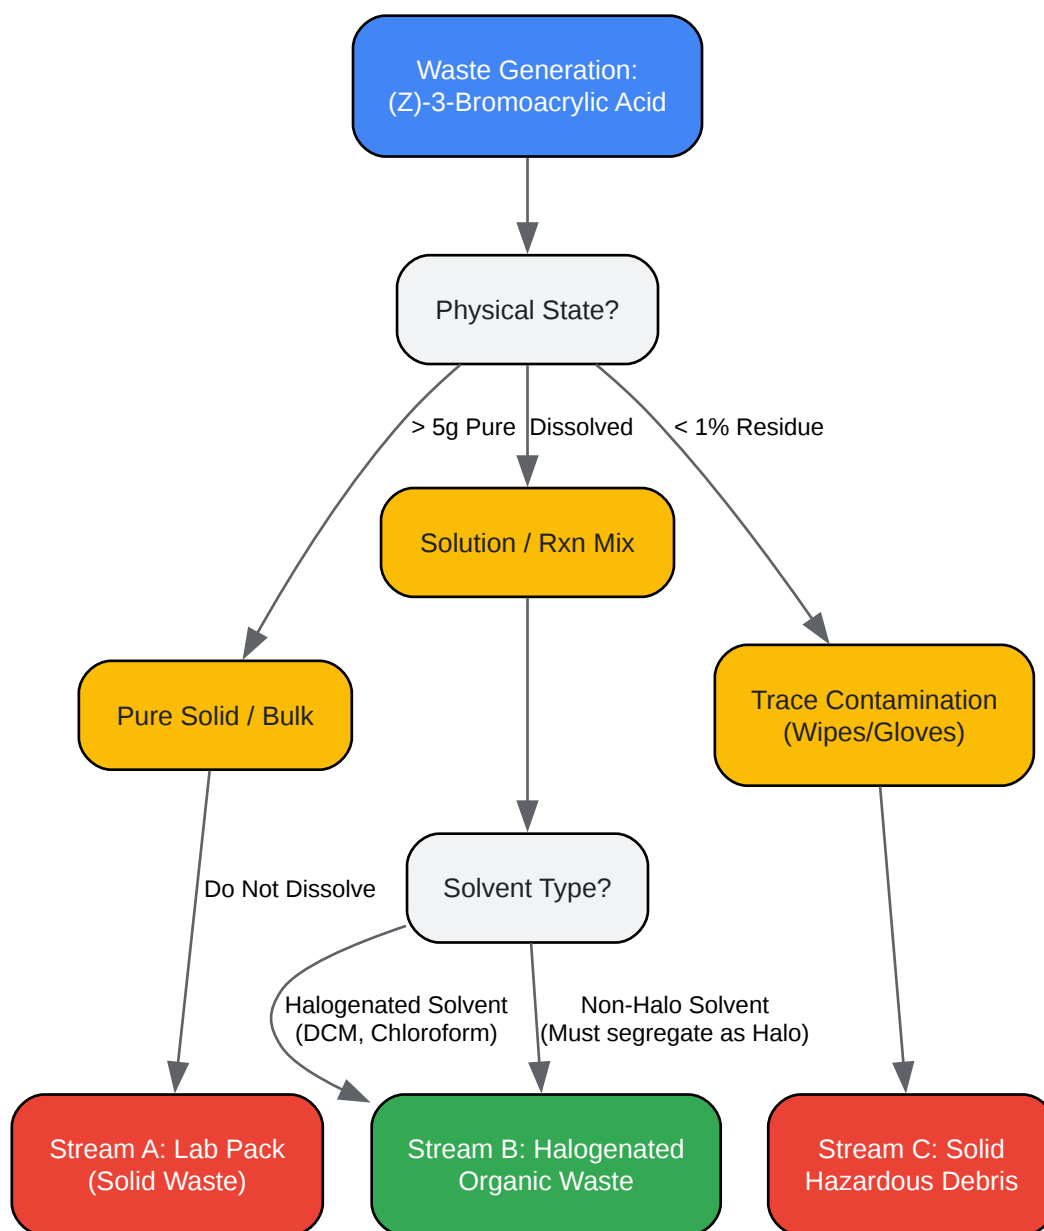 Waste Generation:
(Z)-3-Bromoacrylic Acid
Physical State?
> 5g Pure
Dissolved
< 1% Residue
Solution / Rxn Mix
Pure Solid / Bulk
Trace Contamination
(Wipes/Gloves)
Do Not Dissolve
Solvent Type?
Halogenated Solvent
(DCM, Chloroform)
Non-Halo Solvent
(Must segregate as Halo)
Stream A: Lab Pack
(Solid Waste)
Stream B: Halogenated
Organic Waste
Stream C: Solid
Hazardous Debris